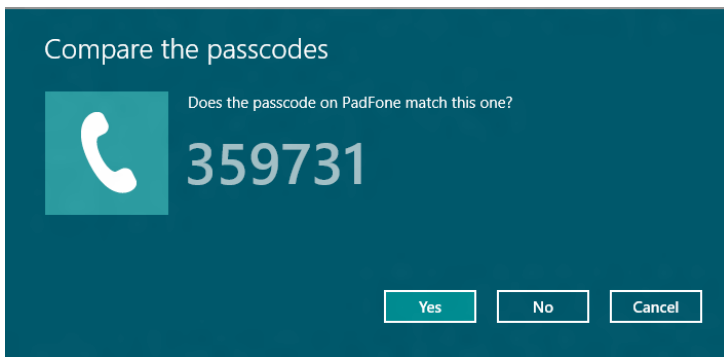 Compare the passcodes
Does the passcode on PadFone match this one?
359731
Yes No Cancel